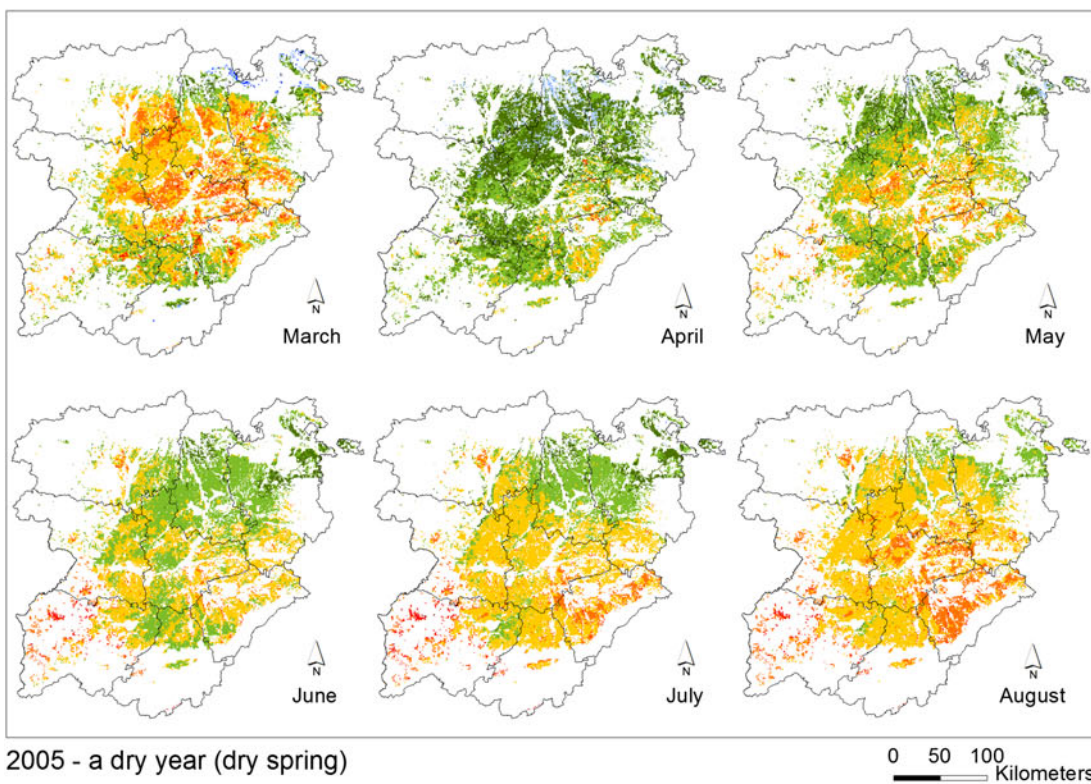 N
March
N
April
N
May
N
June
N
July
N
August
2005 - a dry year (dry spring)
0 50 100
Kilometers